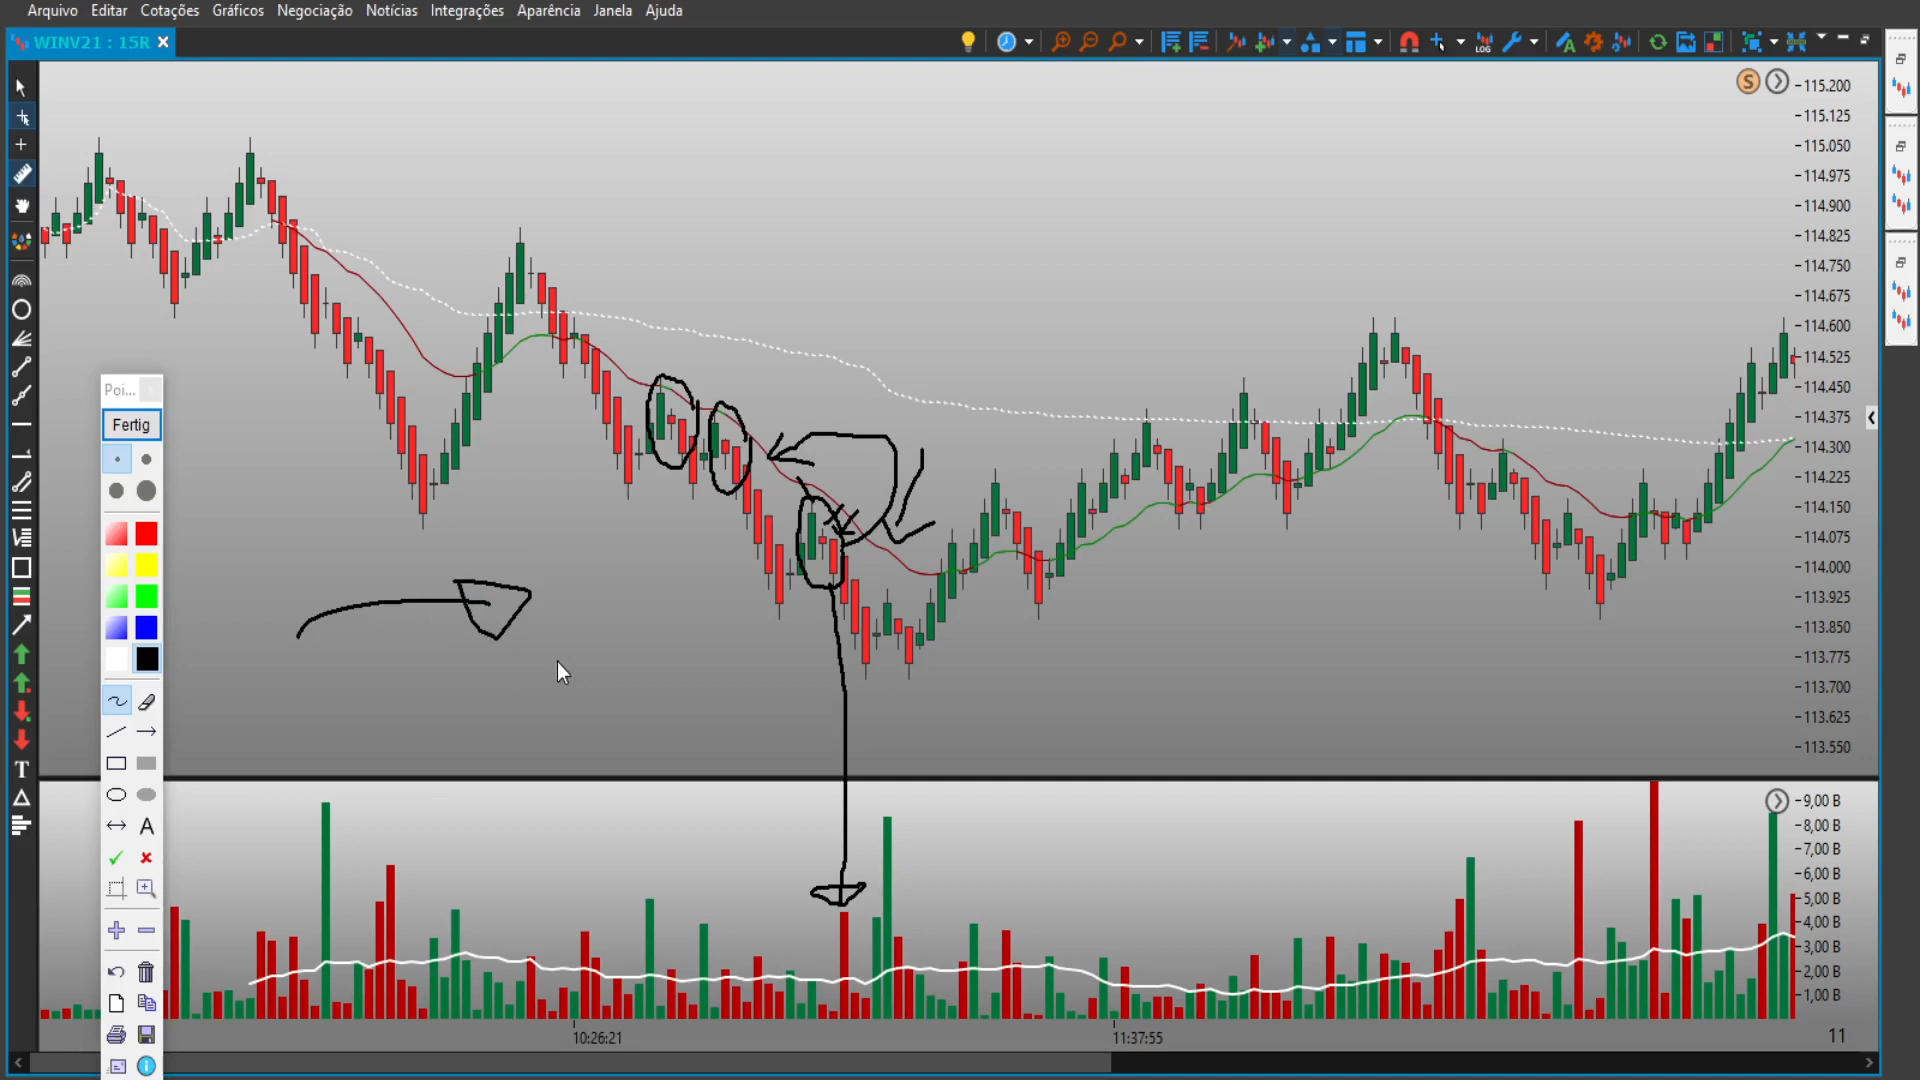 Arquivo Editar Cotações Gráficos Negociação Notícias Integrações Aparência Janela Ajuda
WINV21 : 15R
LOG
S
115.200
115.125
115.050
114.975
114.900
114.825
114.750
114.675
114.600
114.525
114.450
114.375
114.300
114.225
114.150
114.075
114.000
113.925
113.850
113.775
113.700
113.625
113.550
Poi...
Fertig
A
T
9,00 B
8,00 B
7,00 B
6,00 B
5,00 B
4,00 B
3,00 B
2,00 B
1,00 B
10:26:21
11:37:55
11